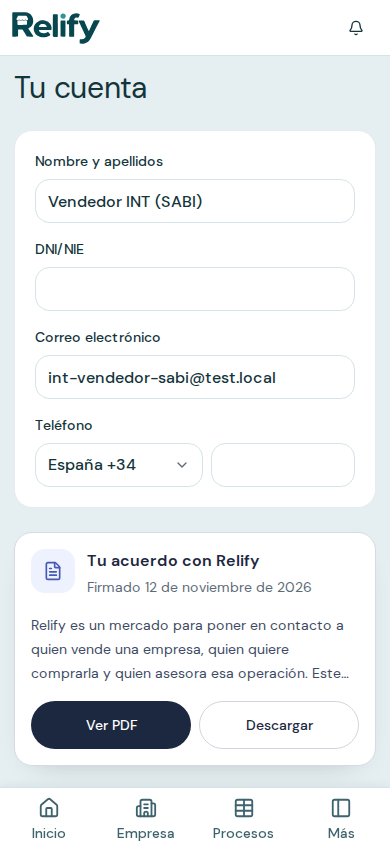 Relify
Tu cuenta
Nombre y apellidos
Vendedor INT (SABI)
DNI/NIE
Correo electrónico
int-vendedor-sabi@test.local
Teléfono
España +34
Tu acuerdo con Relify
Firmado 12 de noviembre de 2026
Relify es un mercado para poner en contacto a
quien vende una empresa, quien quiere
comprarla y quien asesora esa operación. Este…
Ver PDF
Descargar
Inicio
Empresa
Procesos
Más